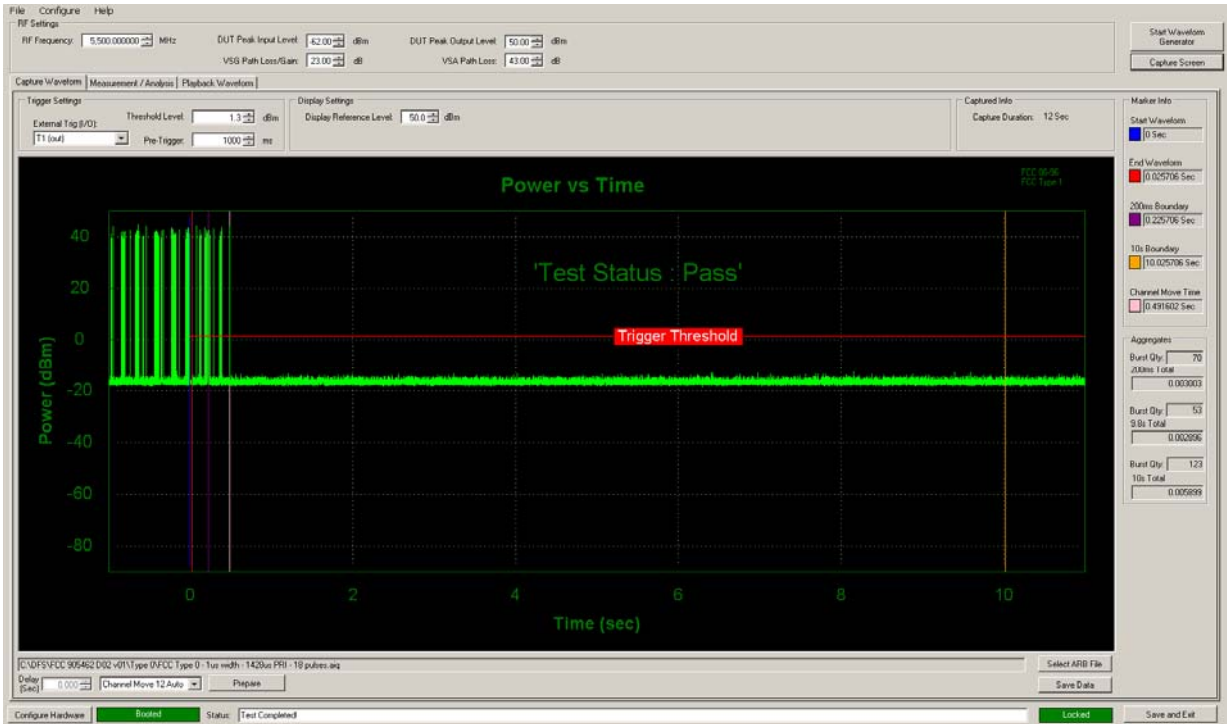 File Configure Help
RF Settings
RF Frequency: 5,500.000000 MHz
DUT Peak Input Level: -62.00 dBm
DUT Peak Output Level: 50.00 dBm
VSG Path Loss/Gain: 23.00 dB
VSA Path Loss: 43.00 dB
Start Waveform Generator
Capture Screen
Capture Waveform Measurement / Analysis Playback Waveform
Trigger Settings
External Trig (I/O):
T1 (out)
Threshold Level: 1.3 dBm
Pre-Trigger: 1000 ms
Display Settings
Display Reference Level: 50.0 dBm
Captured Info
Capture Duration: 12 Sec
Marker Info
Start Waveform
0 Sec
End Waveform
0.025706 Sec
200ms Boundary
0.225706 Sec
10s Boundary
10.025706 Sec
Channel Move Time
0.491602 Sec
Aggregates
Burst Qty: 70
200ms Total
0.003003
Burst Qty: 53
9.8s Total
0.002896
Burst Qty: 123
10s Total
0.005899
Power vs Time
FCC 06-96
FCC Type 1
'Test Status : Pass'
Trigger Threshold
Power (dBm)
40
20
0
-20
-40
-60
-80
0 2 4 6 8 10
Time (sec)
C:\DFS\FCC 905462 D02 v01\Type 0\FCC Type 0 - 1us width - 1428us PRI - 18 pulses.aiq
Select ARB File
Delay (Sec) 0.000 Channel Move 12 Auto Prepare
Save Data
Configure Hardware Booted Status: Test Completed! Locked Save and Exit